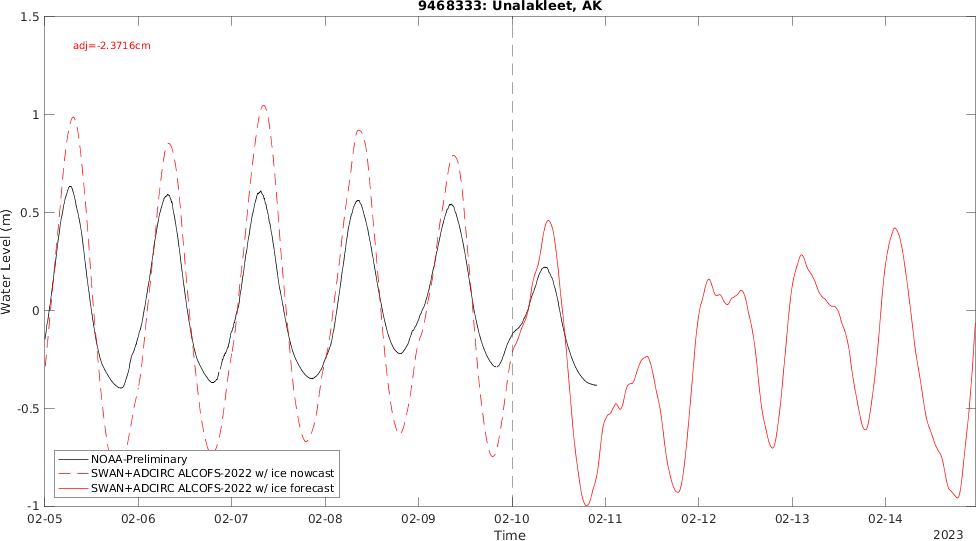 9468333: Unalakleet, AK
1.5
adj=-2.3716cm
1
0.5
0
-0.5
-1
Water Level (m)
NOAA-Preliminary
SWAN+ADCIRC ALCOFS-2022 w/ ice nowcast
SWAN+ADCIRC ALCOFS-2022 w/ ice forecast
02-05 02-06 02-07 02-08 02-09 02-10 02-11 02-12 02-13 02-14
Time
2023